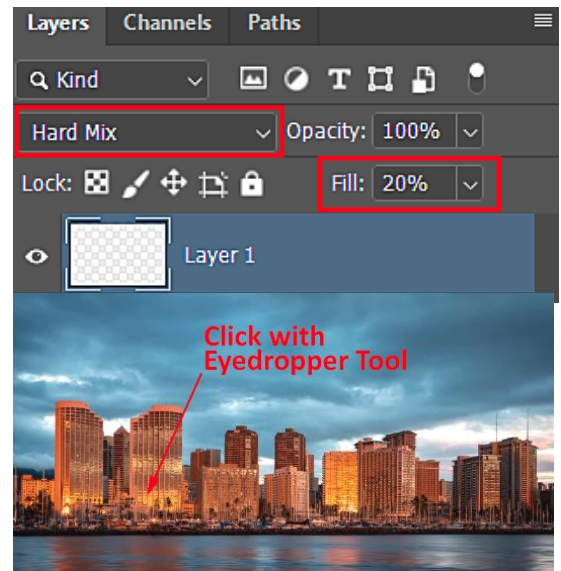 Layers Channels Paths
Kind
Hard Mix Opacity: 100%
Lock: Fill: 20%
Layer 1
Click with
Eyedropper Tool